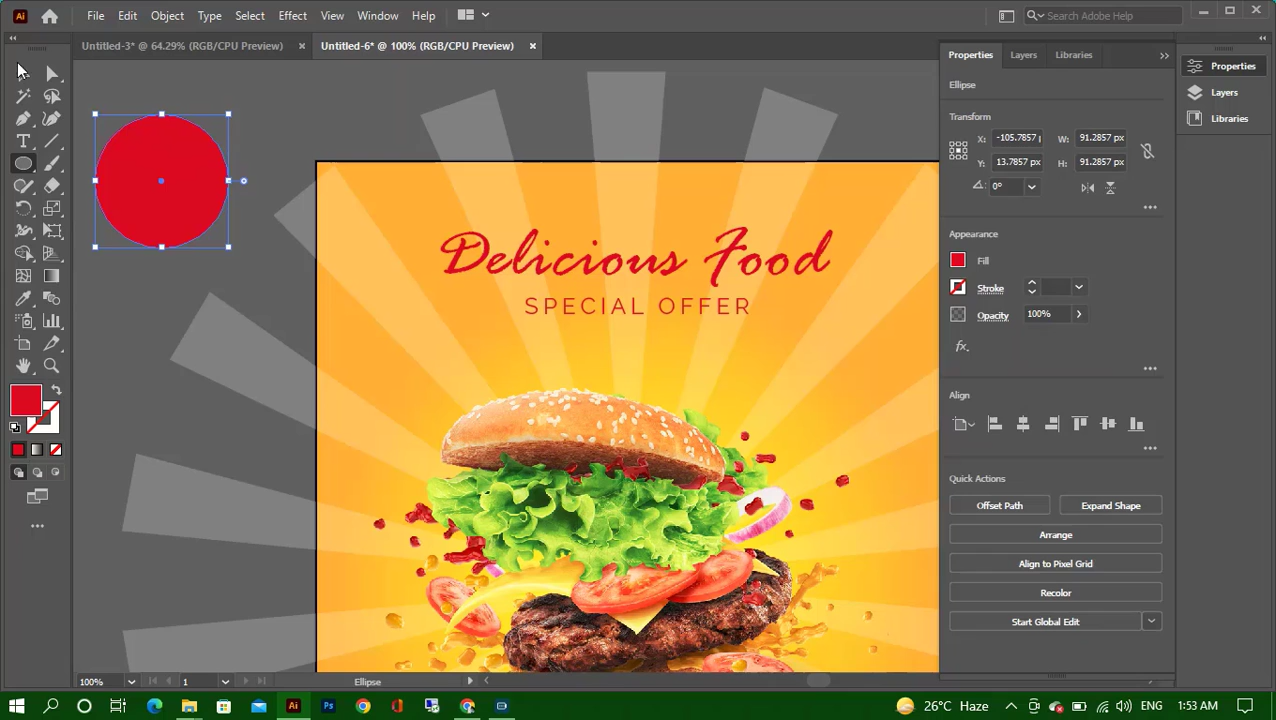 Ai File Edit Object Type Select Effect View Window Help Search Adobe Help
Untitled-3* @ 64.29% (RGB/CPU Preview) Untitled-6* @ 100% (RGB/CPU Preview)
Properties Layers Libraries
Properties
Layers
Libraries
Ellipse
Transform
X: -105.7857 W: 91.2857 px
Y: 13.7857 px H: 91.2857 px
0°
Appearance
Fill
Stroke
Opacity 100%
fx.
Align
Quick Actions
Offset Path Expand Shape
Arrange
Align to Pixel Grid
Recolor
Start Global Edit
Delicious Food
SPECIAL OFFER
T
100% 1 Ellipse
Ai Ps 26°C Haze ENG 1:53 AM